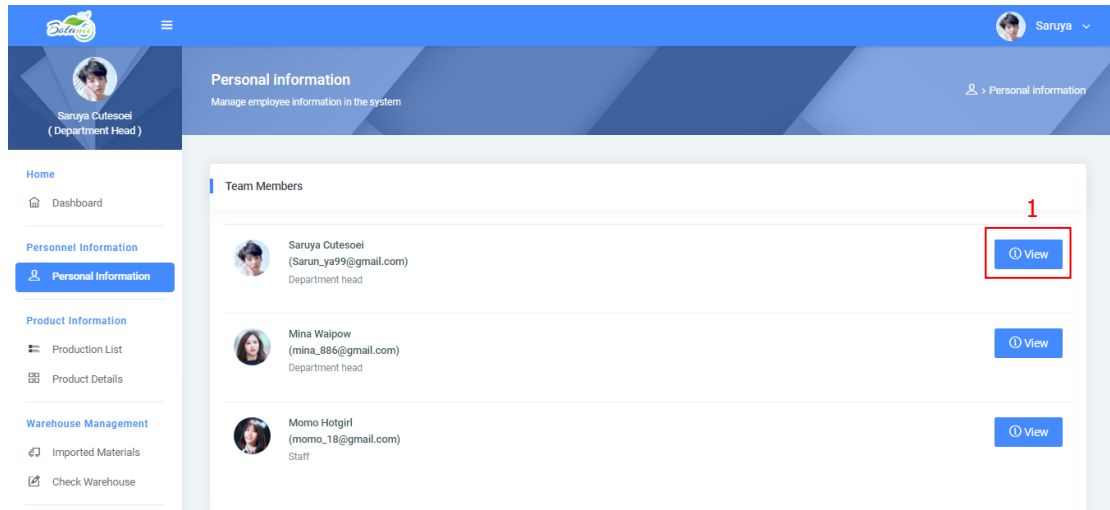 Botanii
Saruya
Saruya Cutesoei
( Department Head )
Personal information
Manage employee information in the system
› Personal information
Home
Dashboard
Personnel Information
Personal Information
Product Information
Production List
Product Details
Warehouse Management
Imported Materials
Check Warehouse
Team Members
1
Saruya Cutesoei
(Sarun_ya99@gmail.com)
Department head
View
Mina Waipow
(mina_886@gmail.com)
Department head
View
Momo Hotgirl
(momo_18@gmail.com)
Staff
View